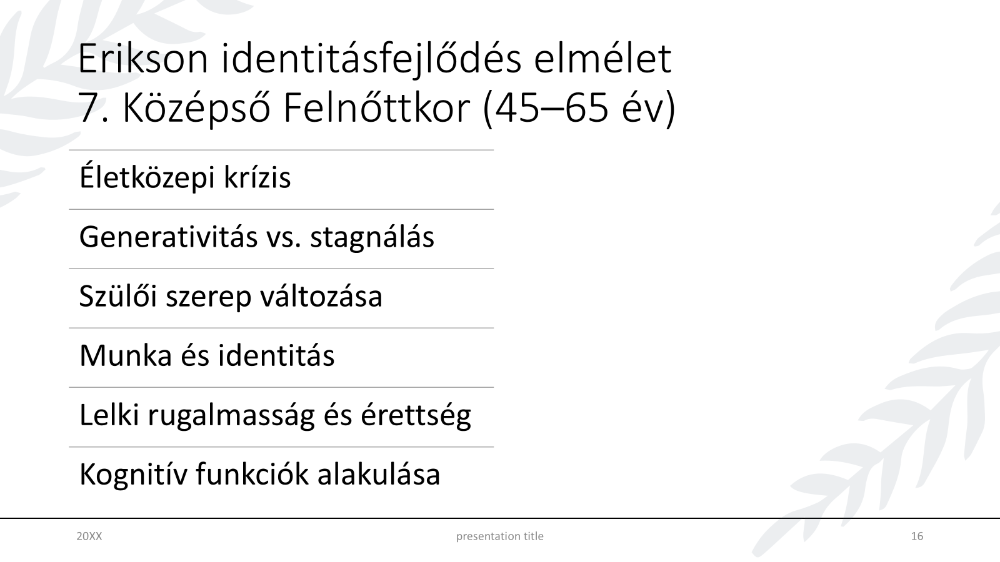 Erikson identitásfejlődés elmélet
7. Középső Felnőttkor (45–65 év)
Életközepi krízis
Generativitás vs. stagnálás
Szülői szerep változása
Munka és identitás
Lelki rugalmasság és érettség
Kognitív funkciók alakulása
20XX
presentation title
16